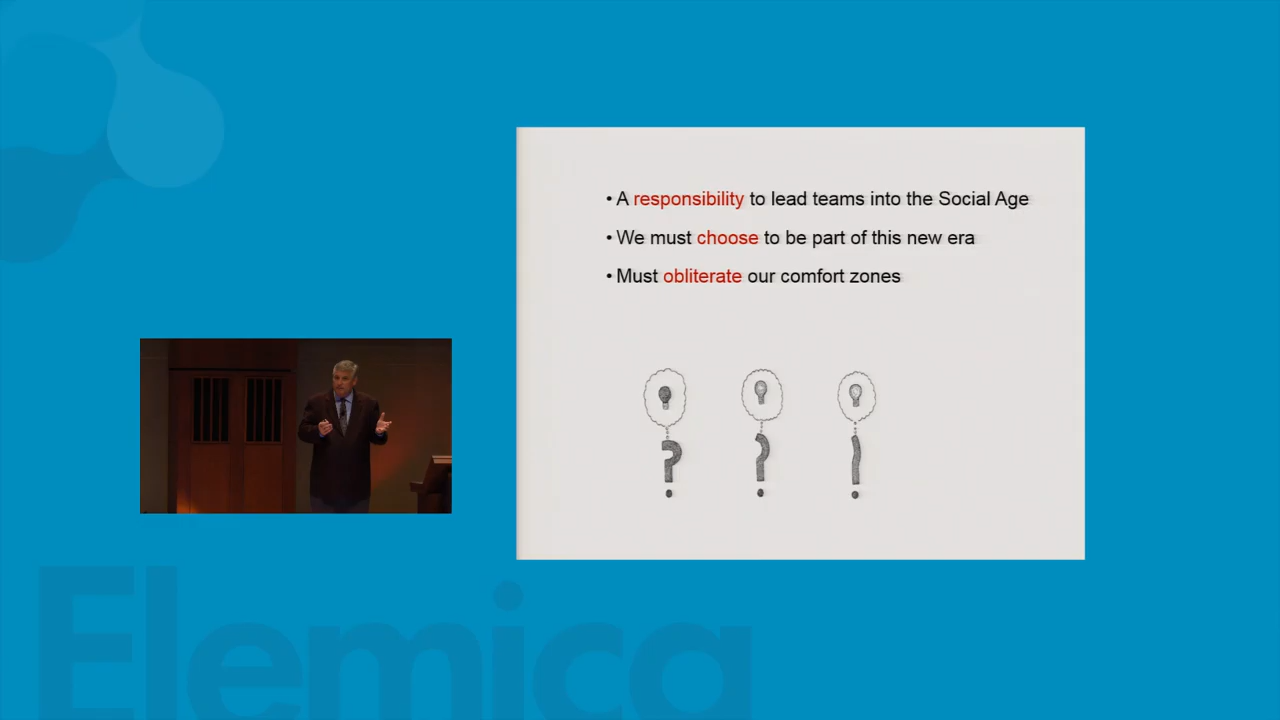 • A responsibility to lead teams into the Social Age
• We must choose to be part of this new era
• Must obliterate our comfort zones
? ? !
Elemica